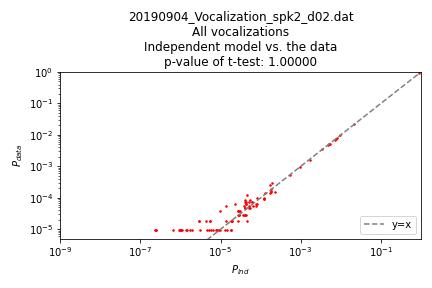 20190904_Vocalization_spk2_d02.dat
All vocalizations
Independent model vs. the data
p-value of t-test: 1.00000
10⁰
10⁻¹
10⁻²
10⁻³
10⁻⁴
10⁻⁵
P_data
y=x
10⁻⁹ 10⁻⁷ 10⁻⁵ 10⁻³ 10⁻¹
P_ind